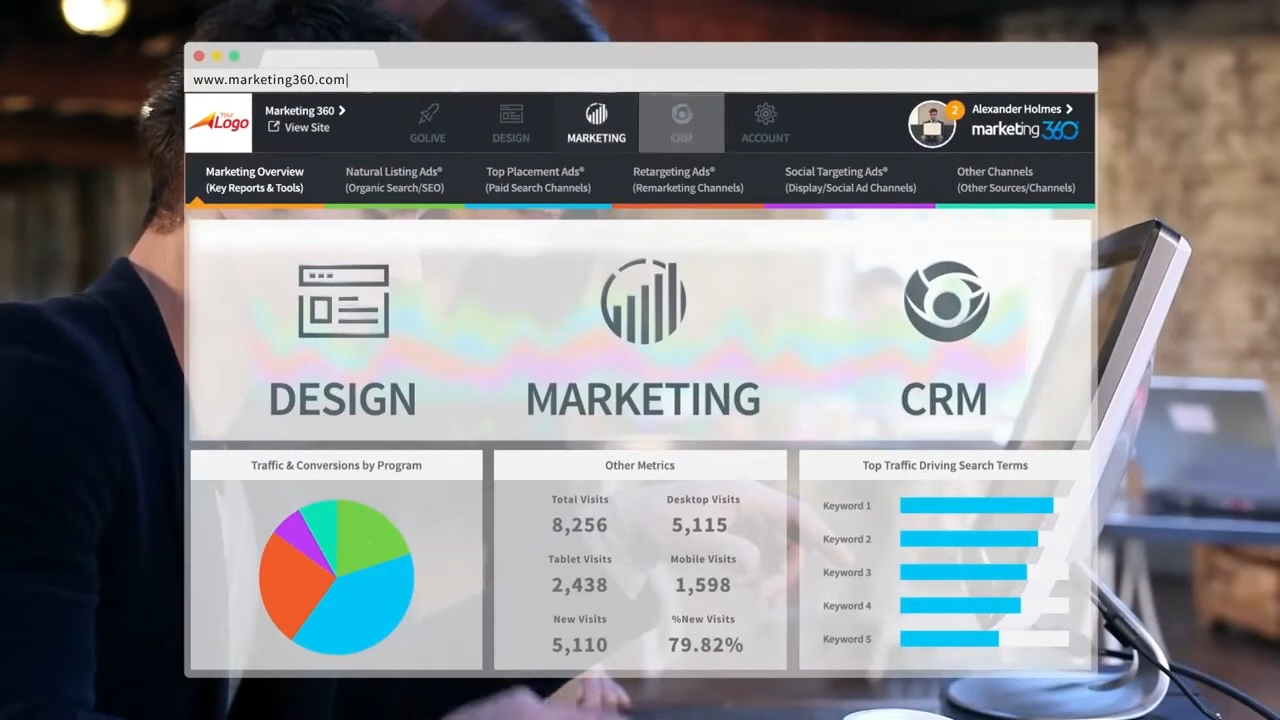 www.marketing360.com
Your
Logo
Marketing 360
View Site
GOLIVE
DESIGN
MARKETING
CRM
ACCOUNT
2
Alexander Holmes
marketing 360
Marketing Overview
(Key Reports & Tools)
Natural Listing Ads®
(Organic Search/SEO)
Top Placement Ads®
(Paid Search Channels)
Retargeting Ads®
(Remarketing Channels)
Social Targeting Ads®
(Display/Social Ad Channels)
Other Channels
(Other Sources/Channels)
DESIGN
MARKETING
CRM
Traffic & Conversions by Program
Other Metrics
Total Visits
8,256
Desktop Visits
5,115
Tablet Visits
2,438
Mobile Visits
1,598
New Visits
5,110
%New Visits
79.82%
Top Traffic Driving Search Terms
Keyword 1
Keyword 2
Keyword 3
Keyword 4
Keyword 5